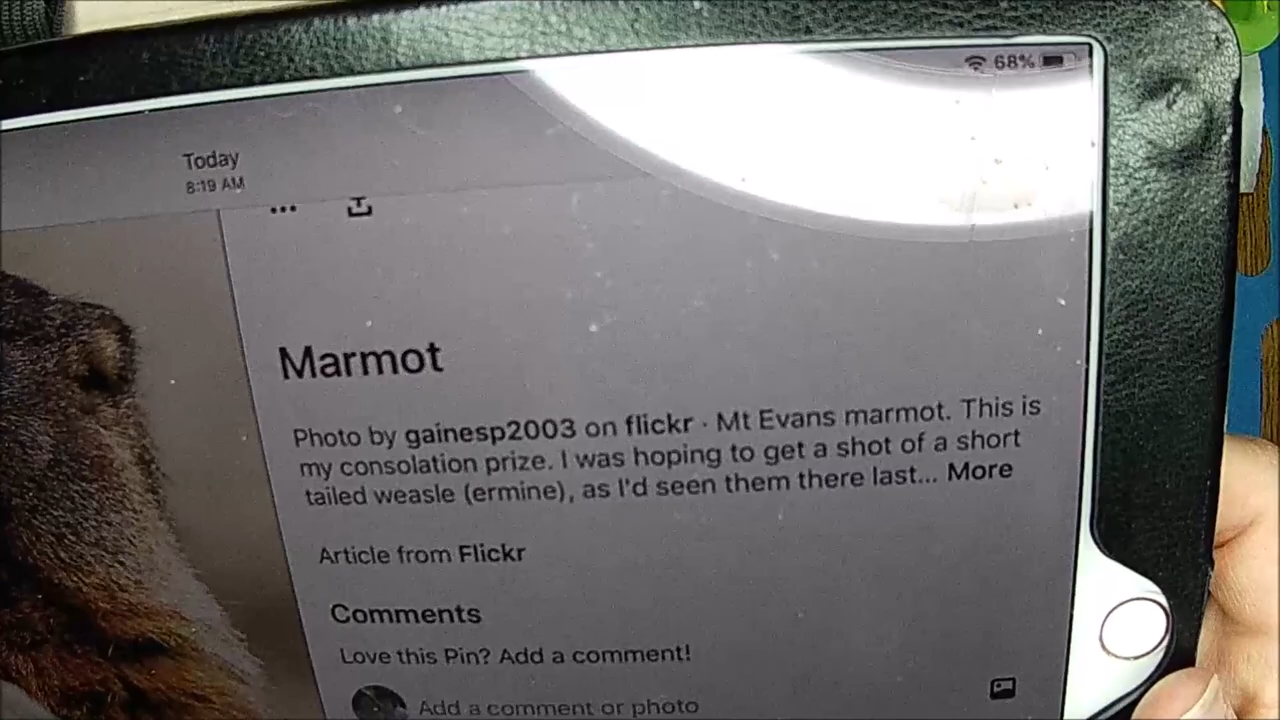 68%
Today
8:19 AM
Marmot
Photo by gainesp2003 on flickr · Mt Evans marmot. This is
my consolation prize. I was hoping to get a shot of a short
tailed weasle (ermine), as I'd seen them there last... More
Article from Flickr
Comments
Love this Pin? Add a comment!
Add a comment or photo